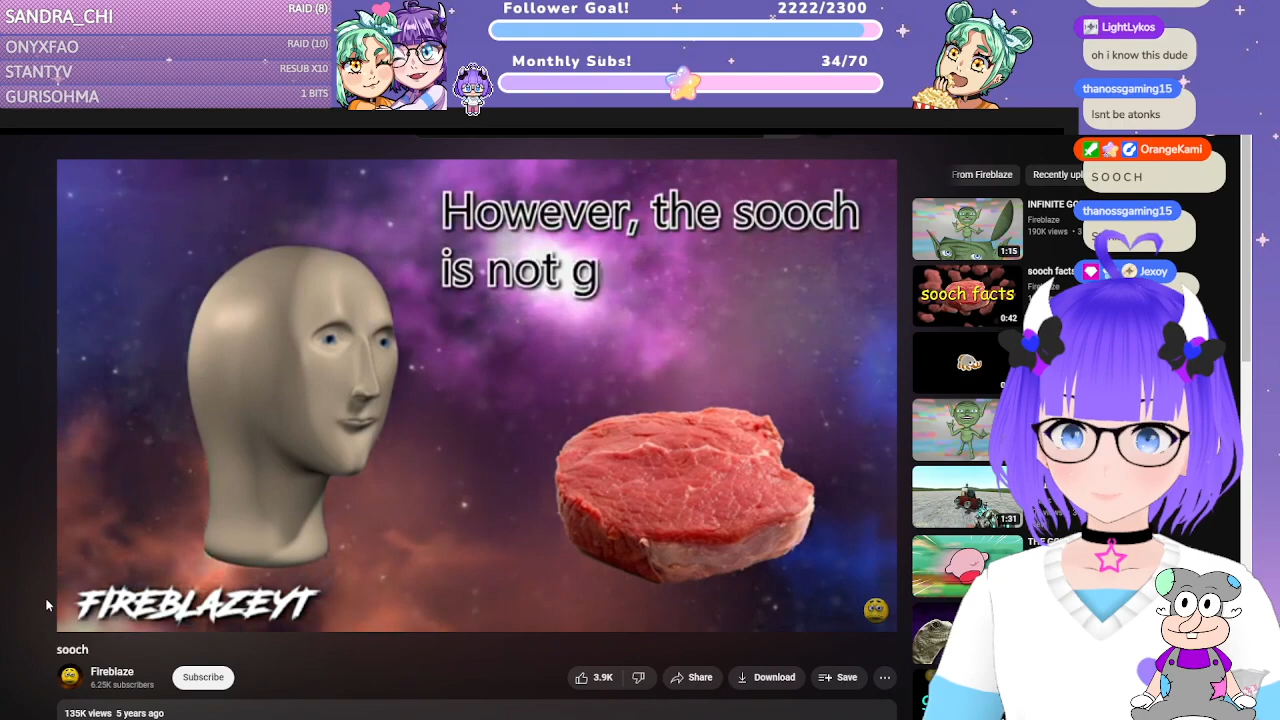 SANDRA_CHI RAID (8)
ONYXFAO RAID (10)
STANTYV RESUB X10
GURISOHMA 1 BITS
Follower Goal! 2222/2300
Monthly Subs! 34/70
LightLykos
oh i know this dude
thanossgaming15
Isnt be atonks
OrangeKami
S O O C H
thanossgaming15
Jexoy
However, the sooch
is not g
FIREBLAZEYT
From Fireblaze
Recently
INFINITE
Fireblaze
190K views
1:15
sooch facts
sooch facts
0:42
1:31
sooch
Fireblaze
6.25K subscribers
Subscribe
3.9K
Share
Download
Save
135K views 5 years ago